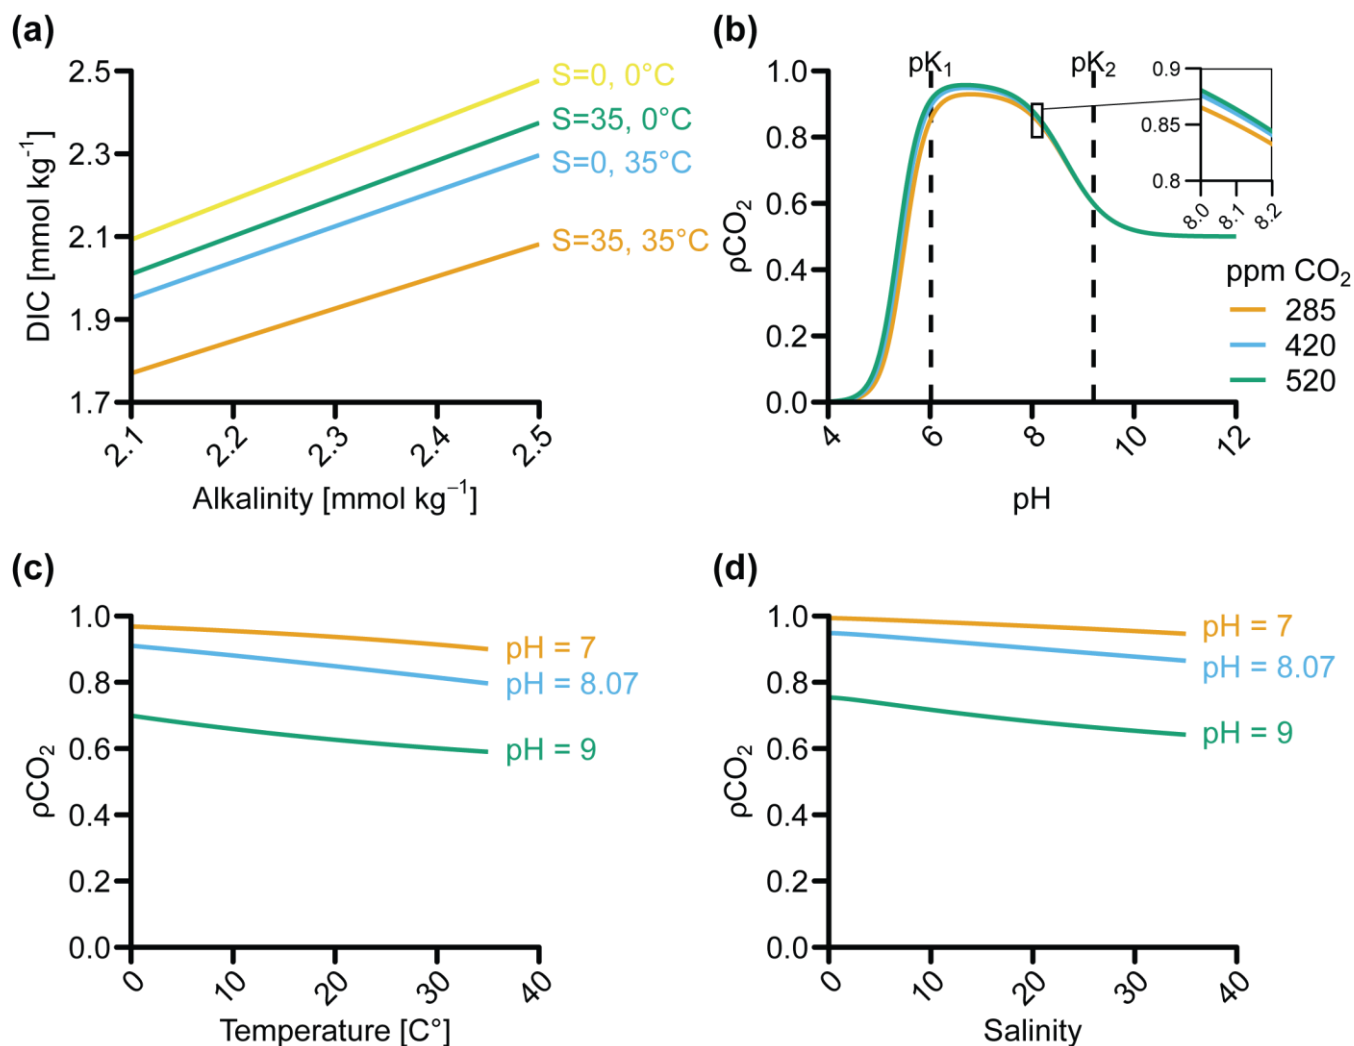 (a)
2.5
2.3
2.1
1.9
1.7
DIC [mmol kg⁻¹]
S=0, 0°C
S=35, 0°C
S=0, 35°C
S=35, 35°C
2.1
2.2
2.3
2.4
2.5
Alkalinity [mmol kg⁻¹]
(b)
1.0
0.8
0.6
0.4
0.2
0.0
ρCO₂
pK₁
pK₂
0.9
0.85
0.8
8.0
8.1
8.2
ppm CO₂
285
420
520
4
6
8
10
12
pH
(c)
1.0
0.8
0.6
0.4
0.2
0.0
ρCO₂
pH = 7
pH = 8.07
pH = 9
0
10
20
30
40
Temperature [C°]
(d)
1.0
0.8
0.6
0.4
0.2
0.0
ρCO₂
pH = 7
pH = 8.07
pH = 9
0
10
20
30
40
Salinity